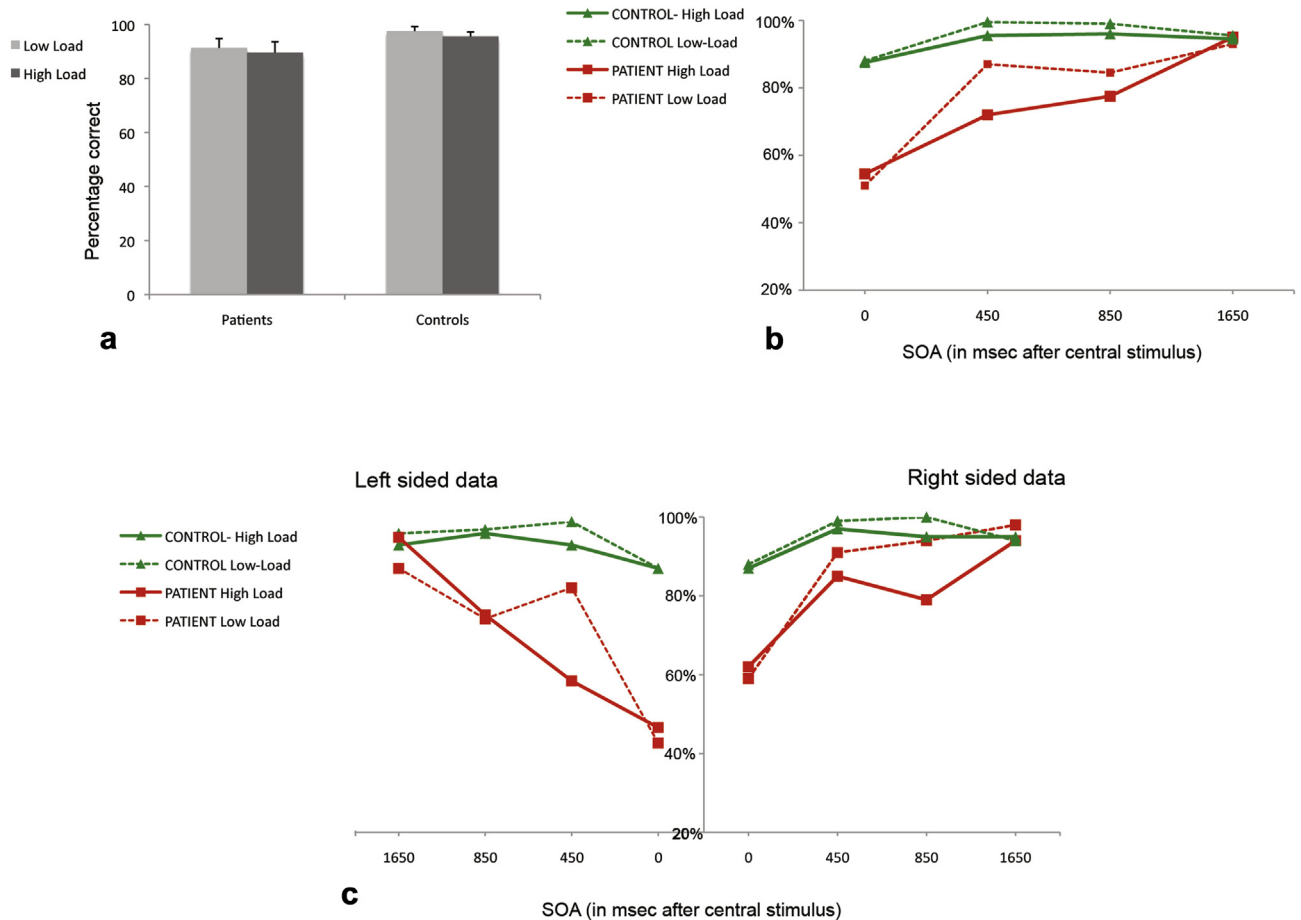 Low Load
High Load
Percentage correct
100
80
60
40
20
0
Patients
Controls
a
CONTROL- High Load
CONTROL Low-Load
PATIENT High Load
PATIENT Low Load
100%
80%
60%
40%
20%
0 450 850 1650
SOA (in msec after central stimulus)
b
Left sided data
Right sided data
CONTROL- High Load
CONTROL Low-Load
PATIENT High Load
PATIENT Low Load
100%
80%
60%
40%
20%
1650 850 450 0
0 450 850 1650
SOA (in msec after central stimulus)
c